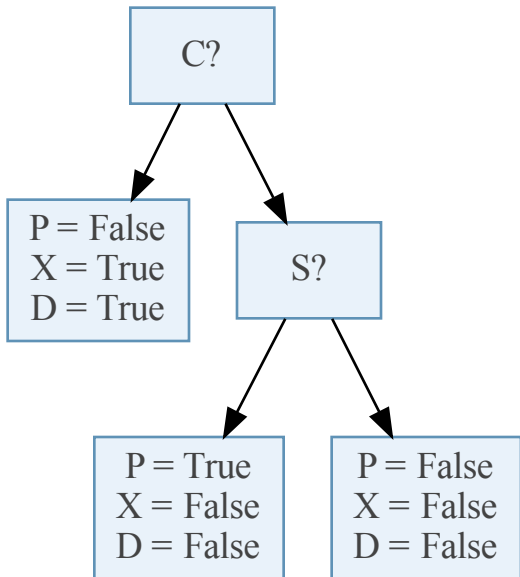 C?
P = False
X = True
D = True
S?
P = True
X = False
D = False
P = False
X = False
D = False